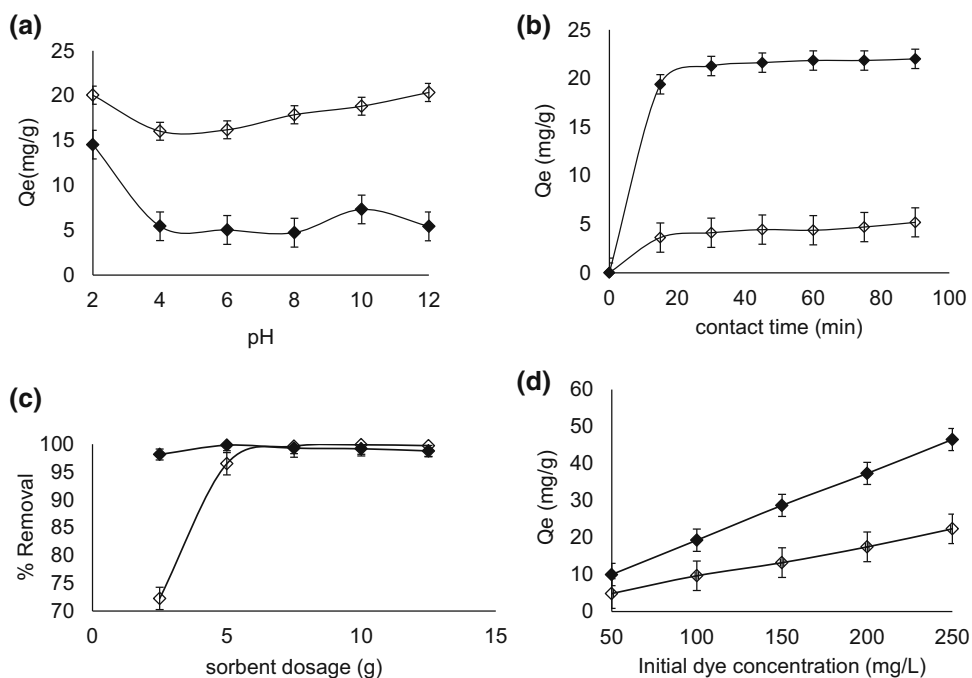 (a)
25
20
15
10
5
0
Qe(mg/g)
2 4 6 8 10 12
pH
(b)
25
20
15
10
5
0
Qe (mg/g)
0 20 40 60 80 100
contact time (min)
(c)
100
95
90
85
80
75
70
% Removal
0 5 10 15
sorbent dosage (g)
(d)
60
50
40
30
20
10
0
Qe (mg/g)
50 100 150 200 250
Initial dye concentration (mg/L)